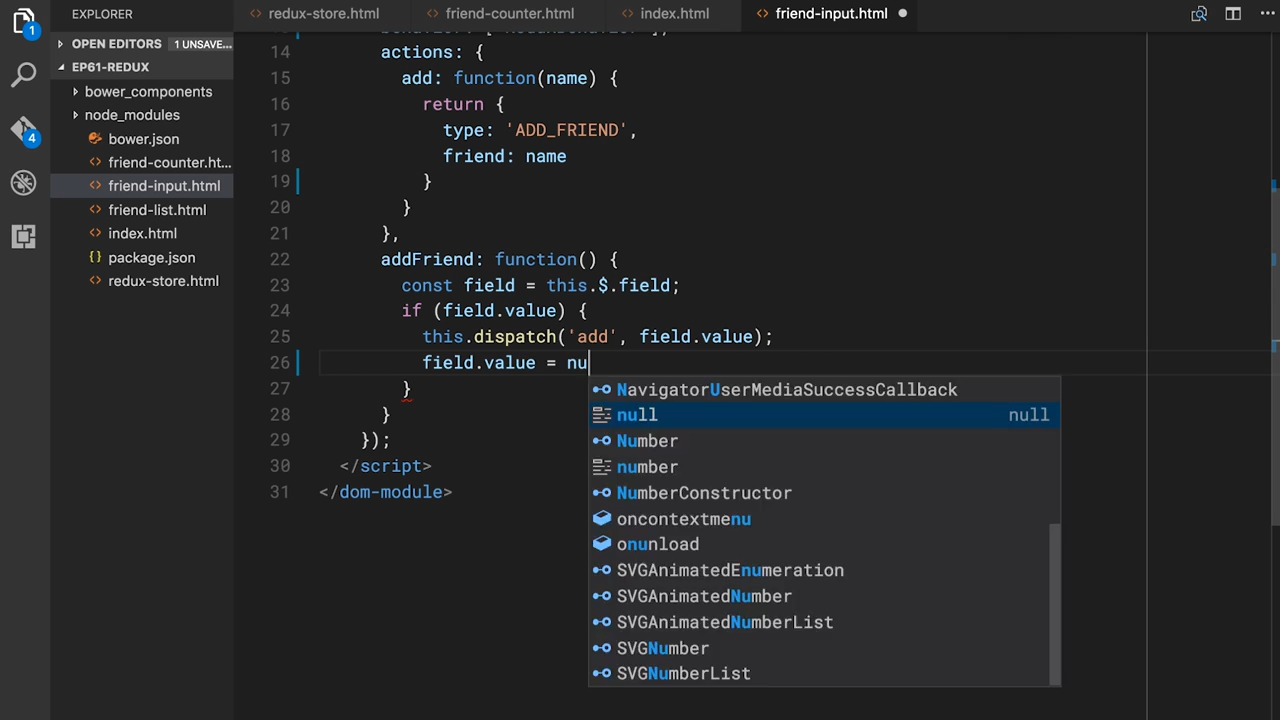 EXPLORER
redux-store.html
friend-counter.html
index.html
friend-input.html
1
OPEN EDITORS 1 UNSAVE...
EP61-REDUX
bower_components
node_modules
4
bower.json
friend-counter.ht...
friend-input.html
friend-list.html
index.html
{} package.json
redux-store.html
14 actions: {
15 add: function(name) {
16 return {
17 type: 'ADD_FRIEND',
18 friend: name
19 }
20 }
21 },
22 addFriend: function() {
23 const field = this.$.field;
24 if (field.value) {
25 this.dispatch('add', field.value);
26 field.value = nu
27 }
28 }
29 });
30 </script>
31 </dom-module>
NavigatorUserMediaSuccessCallback
null null
Number
number
NumberConstructor
oncontextmenu
onunload
SVGAnimatedEnumeration
SVGAnimatedNumber
SVGAnimatedNumberList
SVGNumber
SVGNumberList